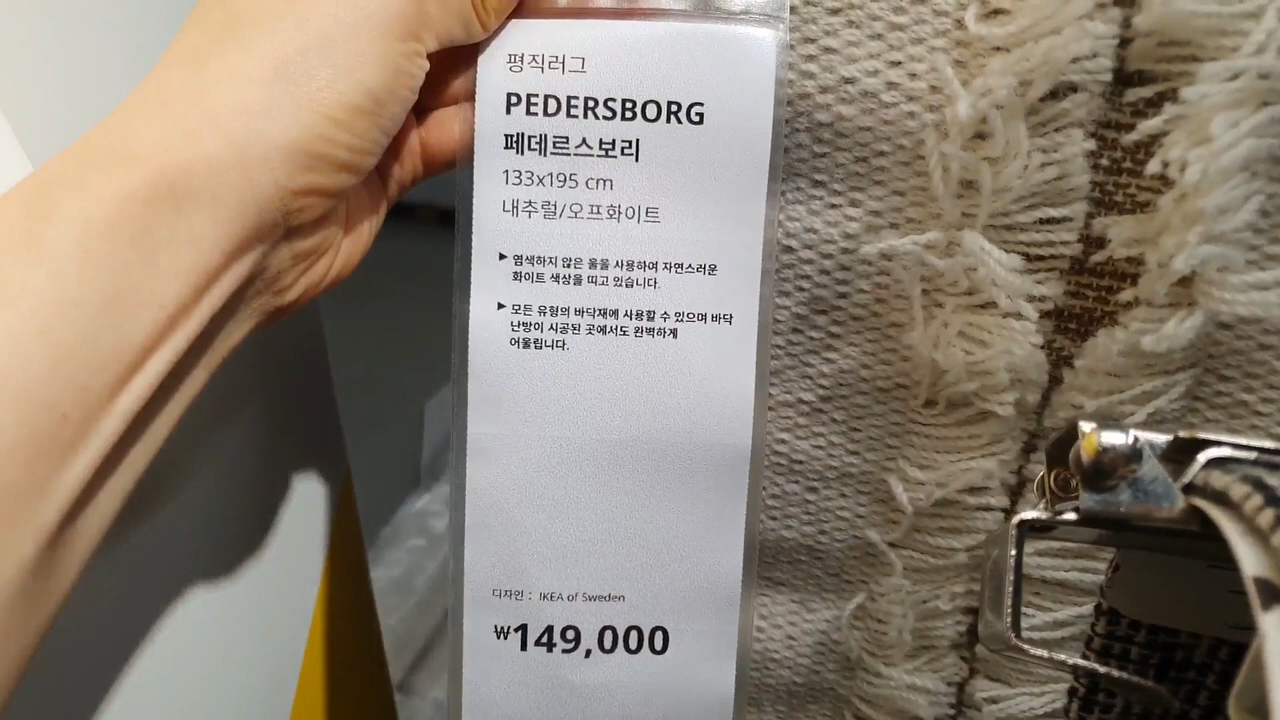 평직러그
PEDERSBORG
페데르스보리
133x195 cm
내추럴/오프화이트
▶ 염색하지 않은 울을 사용하여 자연스러운
화이트 색상을 띠고 있습니다.
▶ 모든 유형의 바닥재에 사용할 수 있으며 바닥
난방이 시공된 곳에서도 완벽하게
어울립니다.
디자인 : IKEA of Sweden
₩149,000